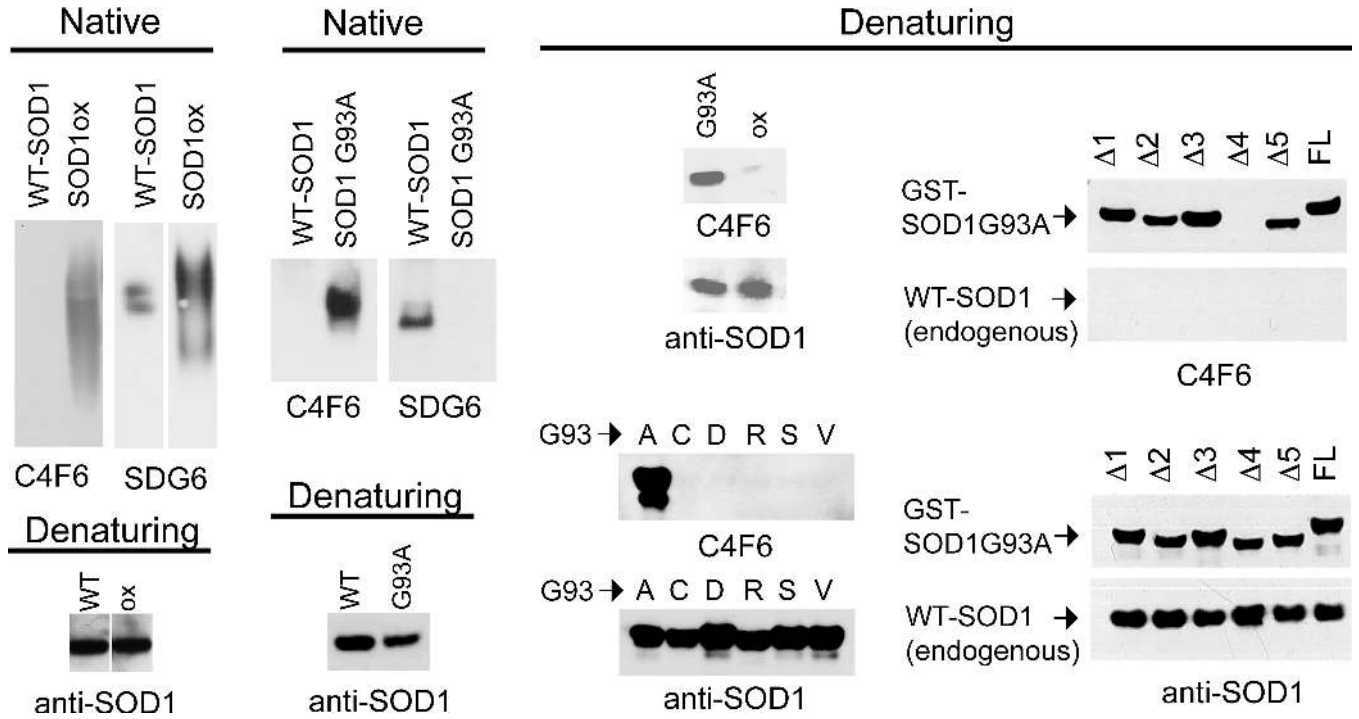 Native
WT-SOD1
SOD1ox
WT-SOD1
SOD1ox
C4F6
SDG6
Denaturing
WT
ox
anti-SOD1
Native
WT-SOD1
SOD1 G93A
WT-SOD1
SOD1 G93A
C4F6
SDG6
Denaturing
WT
G93A
anti-SOD1
Denaturing
G93A
ox
C4F6
anti-SOD1
G93 → A C D R S V
C4F6
G93 → A C D R S V
anti-SOD1
Δ1 Δ2 Δ3 Δ4 Δ5 FL
GST-
SOD1G93A →
WT-SOD1 →
(endogenous)
C4F6
Δ1 Δ2 Δ3 Δ4 Δ5 FL
GST-
SOD1G93A →
WT-SOD1 →
(endogenous)
anti-SOD1